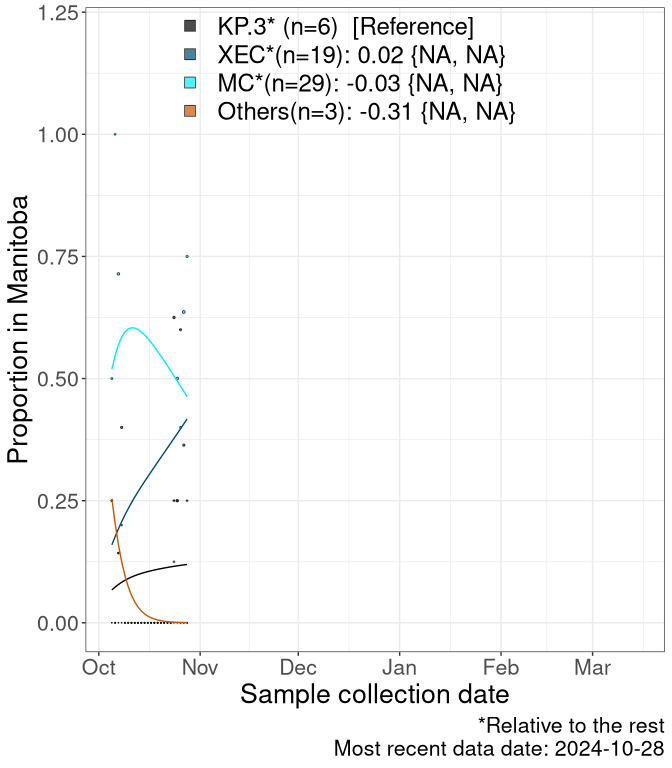 1.25
KP.3* (n=6)  [Reference]
XEC*(n=19): 0.02 {NA, NA}
MC*(n=29): -0.03 {NA, NA}
Others(n=3): -0.31 {NA, NA}
1.00
0.75
0.50
0.25
0.00
Proportion in Manitoba
Oct Nov Dec Jan Feb Mar
Sample collection date
*Relative to the rest
Most recent data date: 2024-10-28